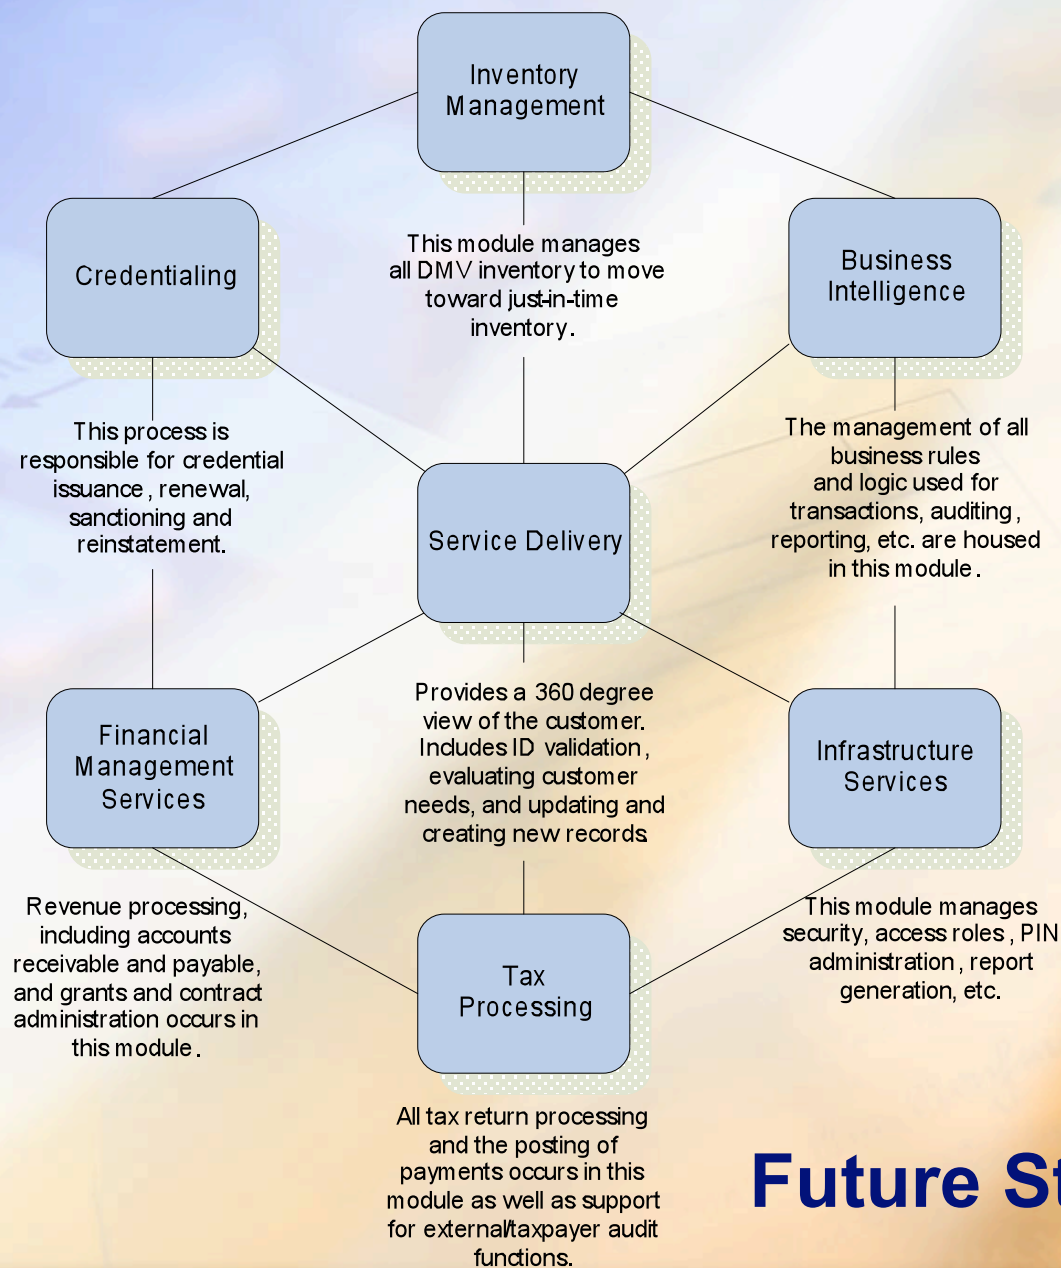 Inventory
Management
Credentialing
This module manages
all DMV inventory to move
toward just-in-time
inventory.
Business
Intelligence
This process is
responsible for credential
issuance, renewal,
sanctioning and
reinstatement.
Service Delivery
The management of all
business rules
and logic used for
transactions, auditing,
reporting, etc. are housed
in this module.
Financial
Management
Services
Provides a 360 degree
view of the customer.
Includes ID validation,
evaluating customer
needs, and updating and
creating new records.
Infrastructure
Services
Revenue processing,
including accounts
receivable and payable,
and grants and contract
administration occurs in
this module.
Tax
Processing
This module manages
security, access roles, PIN
administration, report
generation, etc.
All tax return processing
and the posting of
payments occurs in this
module as well as support
for external/taxpayer audit
functions.
Future St